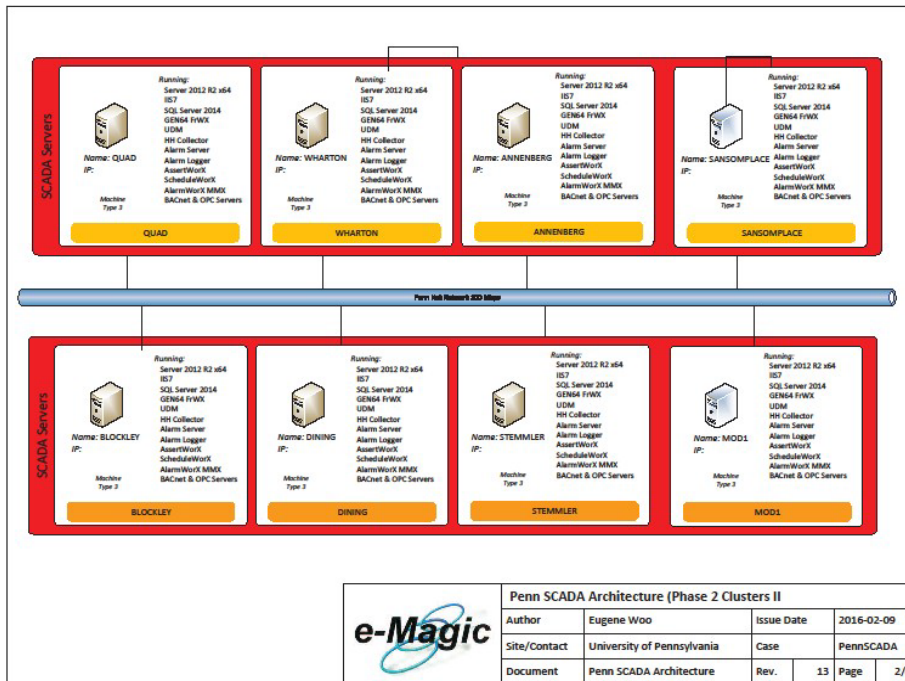 SCADA Servers
Running:
Server 2012 R2 x64
IIS7
SQL Server 2014
GEN64 FrWX
UDM
HH Collector
Alarm Server
Alarm Logger
AssertWorX
ScheduleWorX
AlarmWorX MMX
BACnet & OPC Servers
Name: QUAD
IP:
Machine
Type 3
QUAD
Running:
Server 2012 R2 x64
IIS7
SQL Server 2014
GEN64 FrWX
UDM
HH Collector
Alarm Server
Alarm Logger
AssertWorX
ScheduleWorX
AlarmWorX MMX
BACnet & OPC Servers
Name: WHARTON
IP:
Machine
Type 3
WHARTON
Running:
Server 2012 R2 x64
IIS7
SQL Server 2014
GEN64 FrWX
UDM
HH Collector
Alarm Server
Alarm Logger
AssertWorX
ScheduleWorX
AlarmWorX MMX
BACnet & OPC Servers
Name: ANNENBERG
IP:
Machine
Type 3
ANNENBERG
Running:
Server 2012 R2 x64
IIS7
SQL Server 2014
GEN64 FrWX
UDM
HH Collector
Alarm Server
Alarm Logger
AssertWorX
ScheduleWorX
AlarmWorX MMX
BACnet & OPC Servers
Name: SANSOMPLACE
IP:
Machine
Type 3
SANSOMPLACE
Penn Net Network
SCADA Servers
Running:
Server 2012 R2 x64
IIS7
SQL Server 2014
GEN64 FrWX
UDM
HH Collector
Alarm Server
Alarm Logger
AssertWorX
ScheduleWorX
AlarmWorX MMX
BACnet & OPC Servers
Name: BLOCKLEY
IP:
Machine
Type 3
BLOCKLEY
Running:
Server 2012 R2 x64
IIS7
SQL Server 2014
GEN64 FrWX
UDM
HH Collector
Alarm Server
Alarm Logger
AssertWorX
ScheduleWorX
AlarmWorX MMX
BACnet & OPC Servers
Name: DINING
IP:
Machine
Type 3
DINING
Running:
Server 2012 R2 x64
IIS7
SQL Server 2014
GEN64 FrWX
UDM
HH Collector
Alarm Server
Alarm Logger
AssertWorX
ScheduleWorX
AlarmWorX MMX
BACnet & OPC Servers
Name: STEMMLER
IP:
Machine
Type 3
STEMMLER
Running:
Server 2012 R2 x64
IIS7
SQL Server 2014
GEN64 FrWX
UDM
HH Collector
Alarm Server
Alarm Logger
AssertWorX
ScheduleWorX
AlarmWorX MMX
BACnet & OPC Servers
Name: MOD1
IP:
Machine
Type 3
MOD1
e-Magic
Penn SCADA Architecture (Phase 2 Clusters II
Author Eugene Woo Issue Date 2016-02-09
Site/Contact University of Pennsylvania Case PennSCADA
Document Penn SCADA Architecture Rev. 13 Page 2/